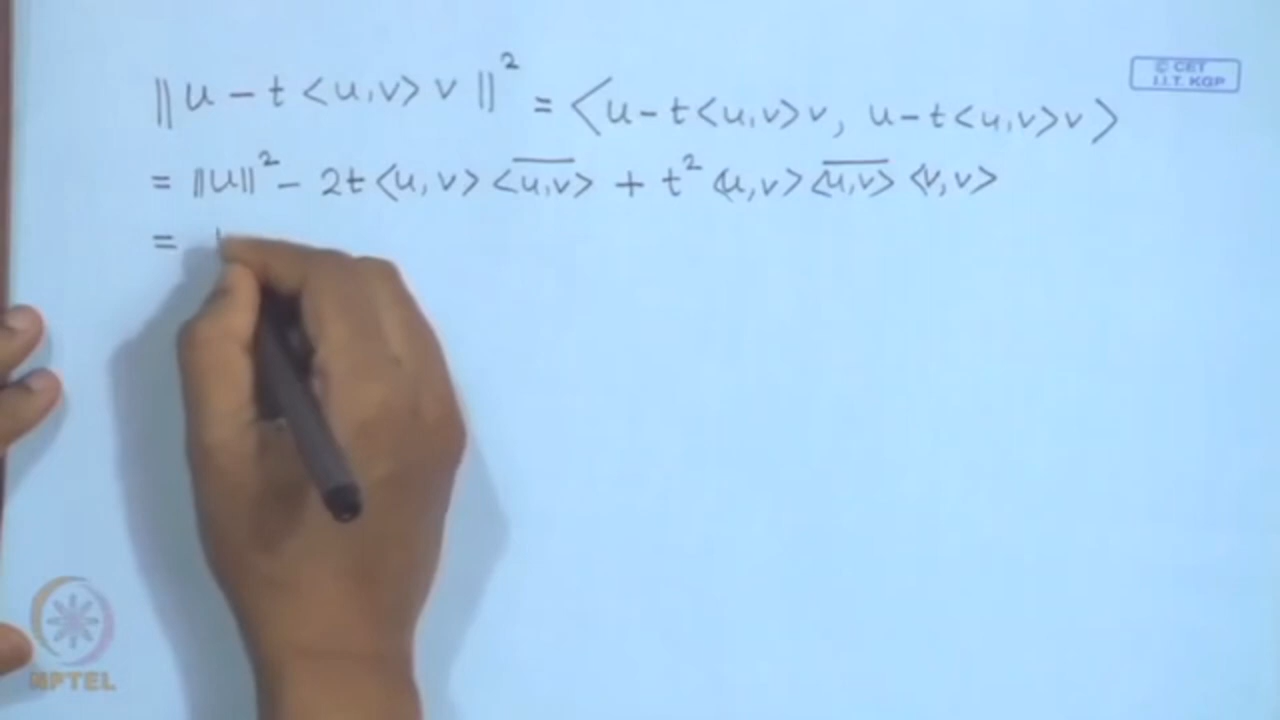 ‖u − t <u,v> v‖² = <u − t<u,v>v, u − t<u,v>v>
© CET
I.I.T. KGP
= ‖u‖² − 2t <u,v> <u,v>̅ + t² <u,v> <u,v>̅ <v,v>
=
NPTEL